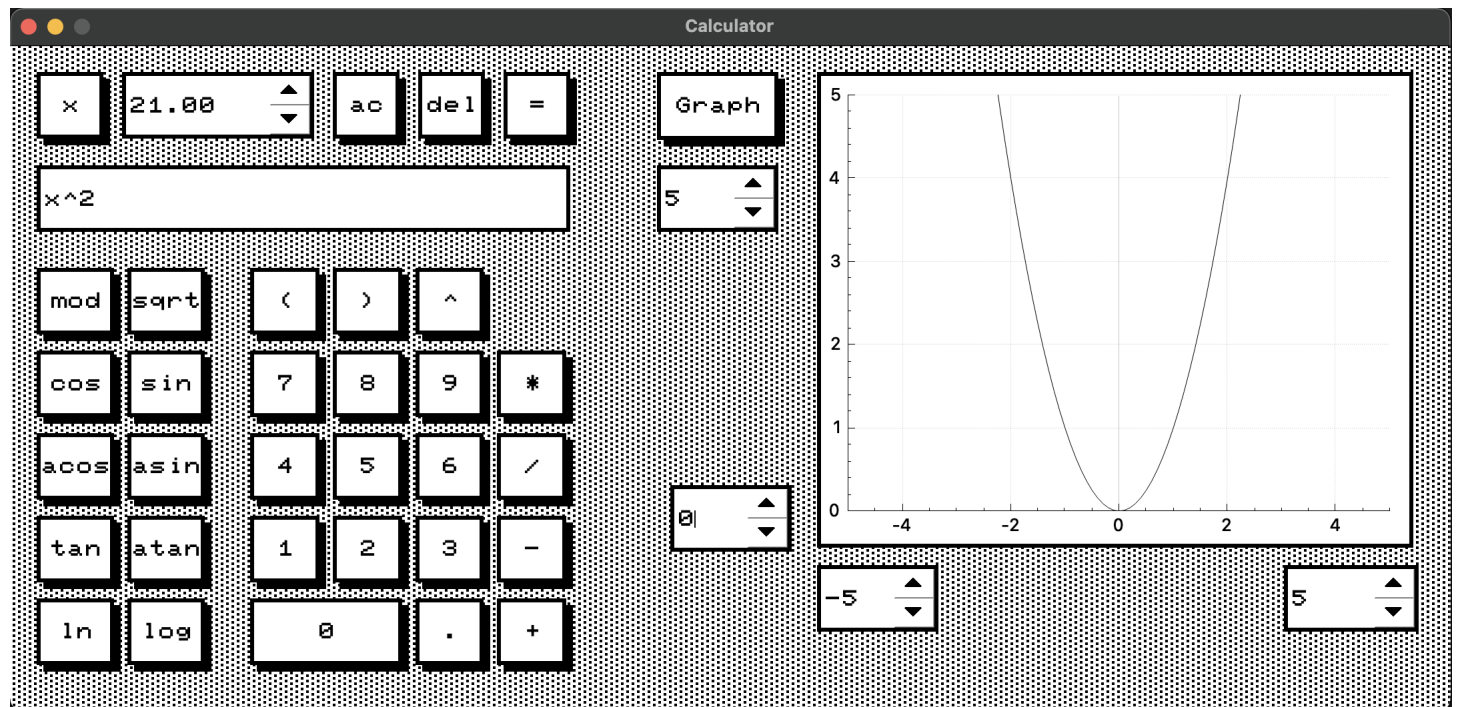 Calculator
x 21.00 ac del =
x^2
mod sqrt ( ) ^
cos sin 7 8 9 *
acos asin 4 5 6 /
tan atan 1 2 3 -
ln log 0 . +
Graph
5
0
5
4
3
2
1
0
-4 -2 0 2 4
-5 5